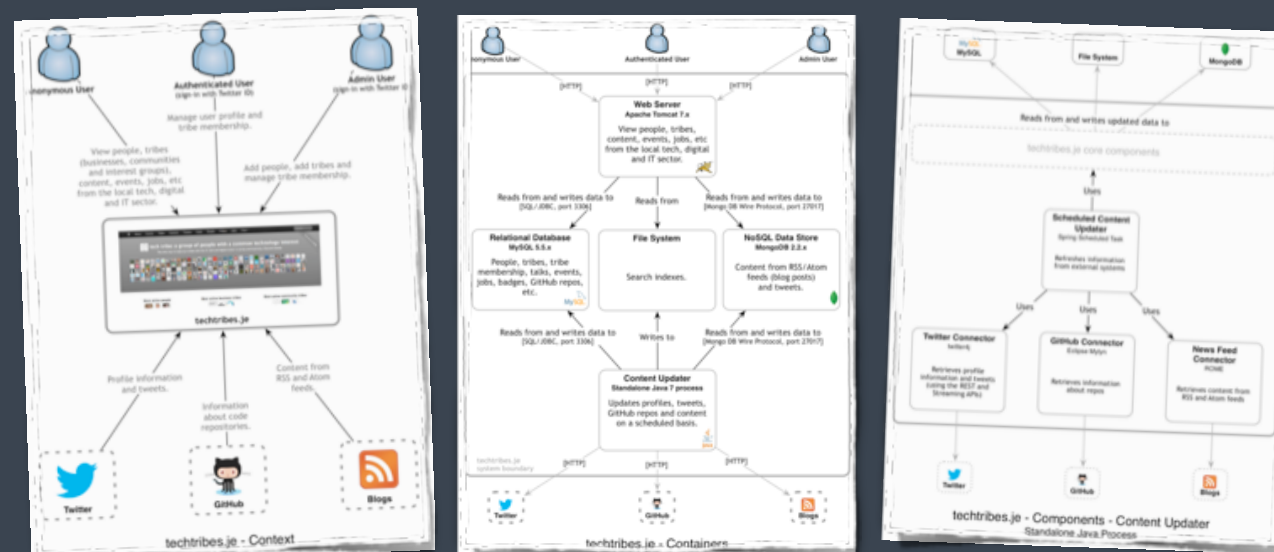 nonymous User
Authenticated User
(sign in with Twitter ID)
Admin User
(sign in with Twitter ID
Manage user profile and
tribe membership.
View people, tribes
(businesses, communities
and interest groups),
content, events, jobs, etc
from the local tech, digital
and IT sector.
Add people, add tribes and
manage tribe membership.
tech tribe a group of people with a common technology interest
techtribes.je
Profile information
and tweets.
Information
about code
repositories.
Content from
RSS and Atom
feeds.
Twitter
GitHub
Blogs
techtribes.je - Context
nonymous User
Authenticated User
Admin User
[HTTP]
[HTTP]
[HTTP]
Web Server
Apache Tomcat 7.x
View people, tribes,
content, events, jobs, etc
from the local tech, digital
and IT sector.
Reads from and writes data to
[SQL/JDBC, port 3306]
Reads from
Reads from and writes data to
[Mongo DB Wire Protocol, port 27017]
Relational Database
MySQL 5.5.x
People, tribes, tribe
membership, talks, events,
jobs, badges, GitHub repos,
etc.
MySQL
File System
Search indexes.
NoSQL Data Store
MongoDB 2.2.x
Content from RSS/Atom
feeds (blog posts)
and tweets.
Reads from and writes data to
[SQL/JDBC, port 3306]
Writes to
Reads from and writes data to
[Mongo DB Wire Protocol, port 27017]
Content Updater
Standalone Java 7 process
Updates profiles, tweets,
GitHub repos and content
on a scheduled basis.
Java
techtribes.je
system boundary
[HTTP]
[HTTP]
[HTTP]
Twitter
GitHub
Blogs
techtribes.je - Containers
MySQL
MySQL
File System
MongoDB
Reads from and writes updated data to
techtribes.je core components
Uses
Scheduled Content
Updater
Spring Scheduled Task
Refreshes information
from external systems
Uses
Uses
Uses
Twitter Connector
twitter4j
Retrieves profile
information and tweets
(using the REST and
Streaming APIs)
GitHub Connector
Eclipse Mylyn
Retrieves information
about repos
News Feed
Connector
ROME
Retrieves content from
RSS and Atom feeds
Twitter
GitHub
Blogs
techtribes.je - Components - Content Updater
Standalone Java Process